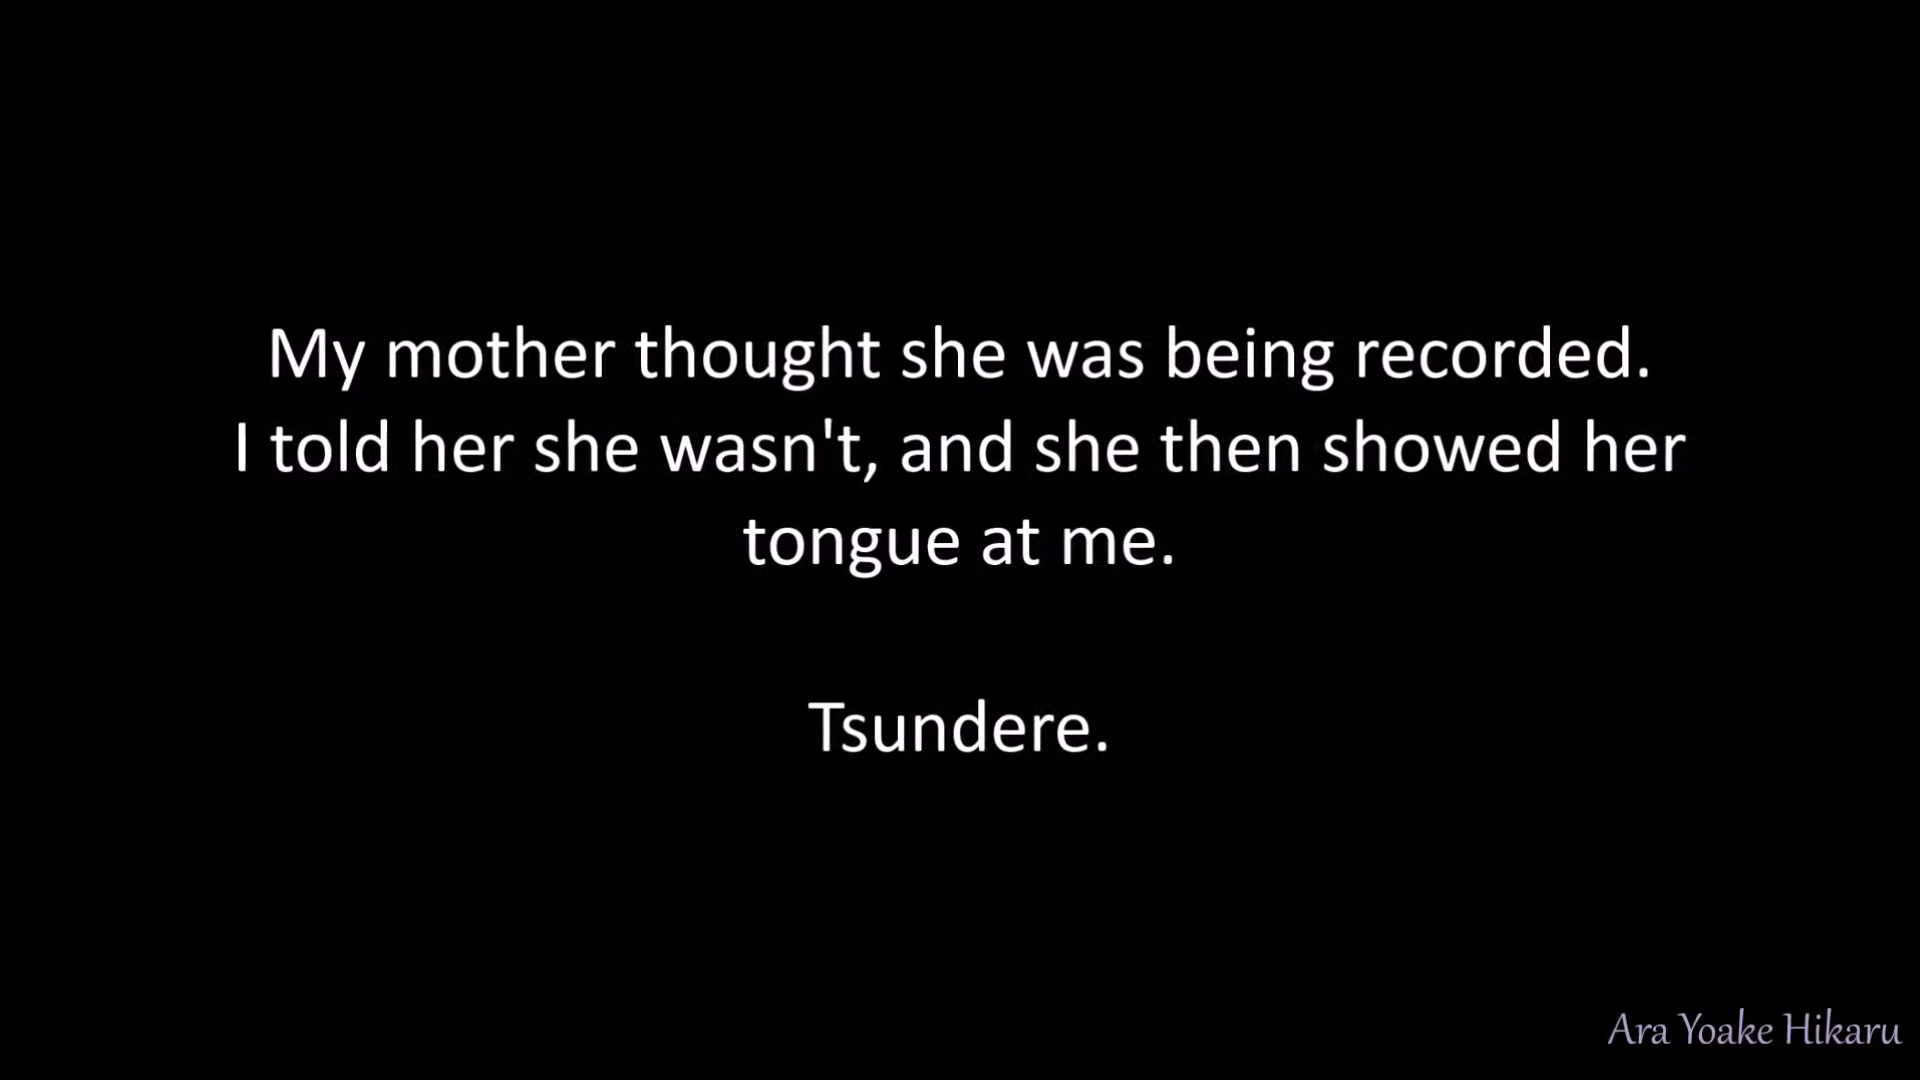 My mother thought she was being recorded.
I told her she wasn't, and she then showed her
tongue at me.
Tsundere.
Ara Yoake Hikaru